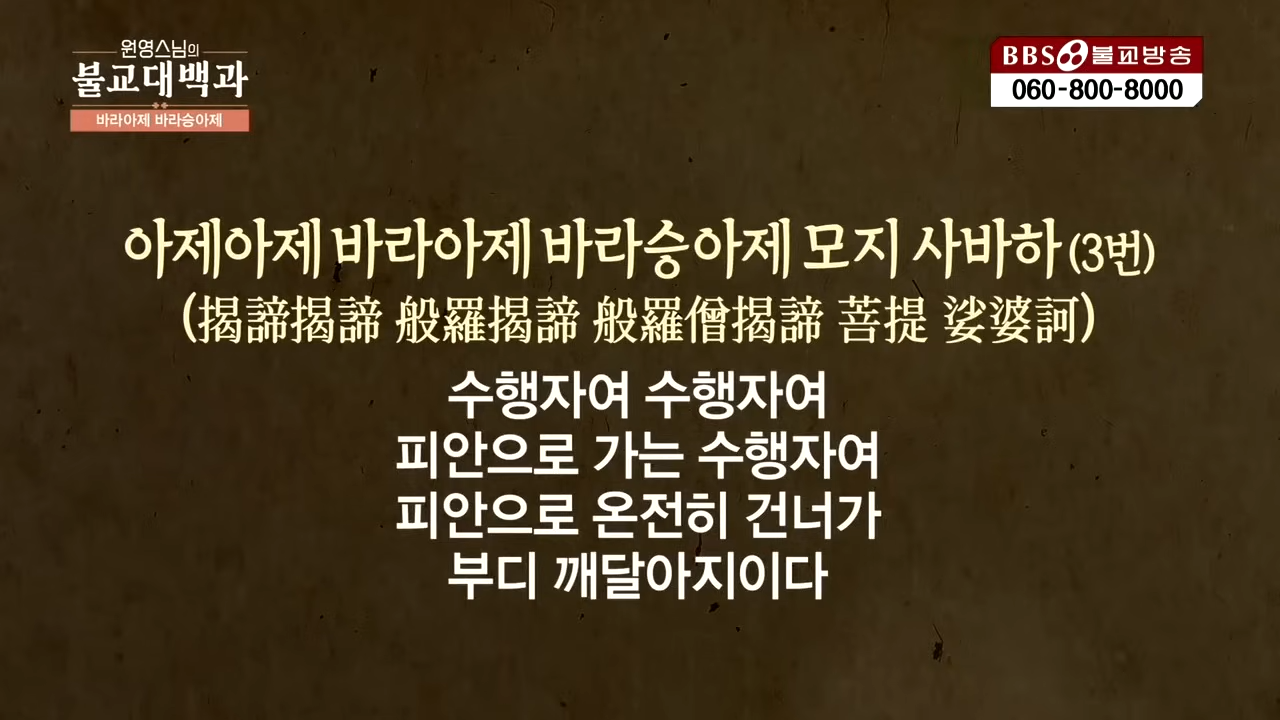 원영스님의
불교대백과
바라아제 바라승아제
BBS 불교방송
060-800-8000
아제아제 바라아제 바라승아제 모지 사바하 (3번)
(揭諦揭諦 般羅揭諦 般羅僧揭諦 菩提 娑婆訶)
수행자여 수행자여
피안으로 가는 수행자여
피안으로 온전히 건너가
부디 깨달아지이다